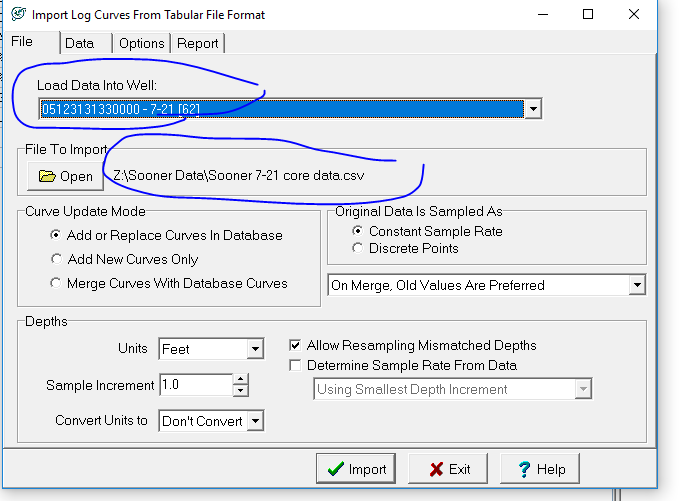 Import Log Curves From Tabular File Format
File Data Options Report
Load Data Into Well:
05123131330000 - 7-21 [62]
File To Import
Open Z:\Sooner Data\Sooner 7-21 core data.csv
Curve Update Mode
Add or Replace Curves In Database
Add New Curves Only
Merge Curves With Database Curves
Original Data Is Sampled As
Constant Sample Rate
Discrete Points
On Merge, Old Values Are Preferred
Depths
Units Feet
Sample Increment 1.0
Convert Units to Don't Convert
Allow Resampling Mismatched Depths
Determine Sample Rate From Data
Using Smallest Depth Increment
Import Exit Help